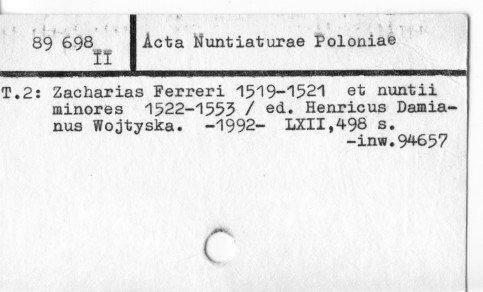 89 698 Acta Nuntiaturae Poloniae
II
T.2: Zacharias Ferreri 1519-1521 et nuntii
minores 1522-1553 / ed. Henricus Damia-
nus Wojtyska. -1992- LXII,498 s.
-inw.94657